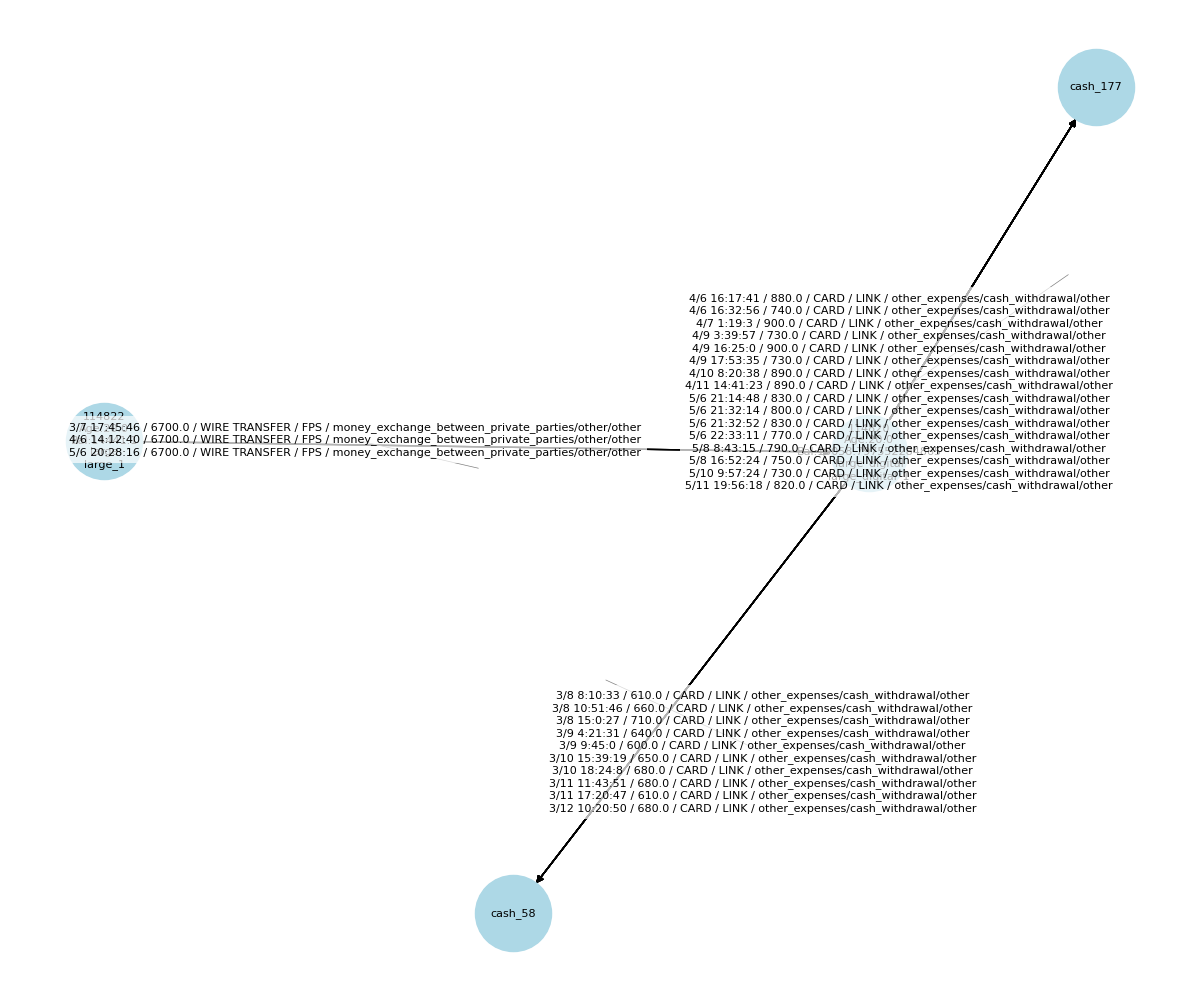 cash_177
4/6 16:17:41 / 880.0 / CARD / LINK / other_expenses/cash_withdrawal/other
4/6 16:32:56 / 740.0 / CARD / LINK / other_expenses/cash_withdrawal/other
4/7 1:19:3 / 900.0 / CARD / LINK / other_expenses/cash_withdrawal/other
4/9 3:39:57 / 730.0 / CARD / LINK / other_expenses/cash_withdrawal/other
4/9 16:25:0 / 900.0 / CARD / LINK / other_expenses/cash_withdrawal/other
4/9 17:53:35 / 730.0 / CARD / LINK / other_expenses/cash_withdrawal/other
4/10 8:20:38 / 890.0 / CARD / LINK / other_expenses/cash_withdrawal/other
4/11 14:41:23 / 890.0 / CARD / LINK / other_expenses/cash_withdrawal/other
5/6 21:14:48 / 830.0 / CARD / LINK / other_expenses/cash_withdrawal/other
5/6 21:32:14 / 800.0 / CARD / LINK / other_expenses/cash_withdrawal/other
5/6 21:32:52 / 830.0 / CARD / LINK / other_expenses/cash_withdrawal/other
5/6 22:33:11 / 770.0 / CARD / LINK / other_expenses/cash_withdrawal/other
5/8 8:43:15 / 790.0 / CARD / LINK / other_expenses/cash_withdrawal/other
5/8 16:52:24 / 750.0 / CARD / LINK / other_expenses/cash_withdrawal/other
5/10 9:57:24 / 730.0 / CARD / LINK / other_expenses/cash_withdrawal/other
5/11 19:56:18 / 820.0 / CARD / LINK / other_expenses/cash_withdrawal/other
114822
3/7 17:45:46 / 6700.0 / WIRE TRANSFER / FPS / money_exchange_between_private_parties/other/other
4/6 14:12:40 / 6700.0 / WIRE TRANSFER / FPS / money_exchange_between_private_parties/other/other
5/6 20:28:16 / 6700.0 / WIRE TRANSFER / FPS / money_exchange_between_private_parties/other/other
large_1
3/8 8:10:33 / 610.0 / CARD / LINK / other_expenses/cash_withdrawal/other
3/8 10:51:46 / 660.0 / CARD / LINK / other_expenses/cash_withdrawal/other
3/8 15:0:27 / 710.0 / CARD / LINK / other_expenses/cash_withdrawal/other
3/9 4:21:31 / 640.0 / CARD / LINK / other_expenses/cash_withdrawal/other
3/9 9:45:0 / 600.0 / CARD / LINK / other_expenses/cash_withdrawal/other
3/10 15:39:19 / 650.0 / CARD / LINK / other_expenses/cash_withdrawal/other
3/10 18:24:8 / 680.0 / CARD / LINK / other_expenses/cash_withdrawal/other
3/11 11:43:51 / 680.0 / CARD / LINK / other_expenses/cash_withdrawal/other
3/11 17:20:47 / 610.0 / CARD / LINK / other_expenses/cash_withdrawal/other
3/12 10:20:50 / 680.0 / CARD / LINK / other_expenses/cash_withdrawal/other
cash_58